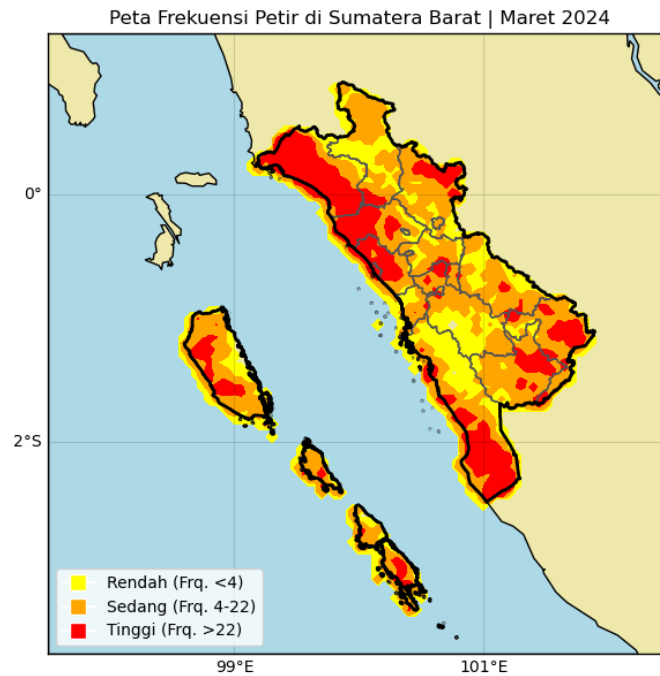 Peta Frekuensi Petir di Sumatera Barat | Maret 2024
0°
2°S
Rendah (Frq. <4)
Sedang (Frq. 4-22)
Tinggi (Frq. >22)
99°E
101°E